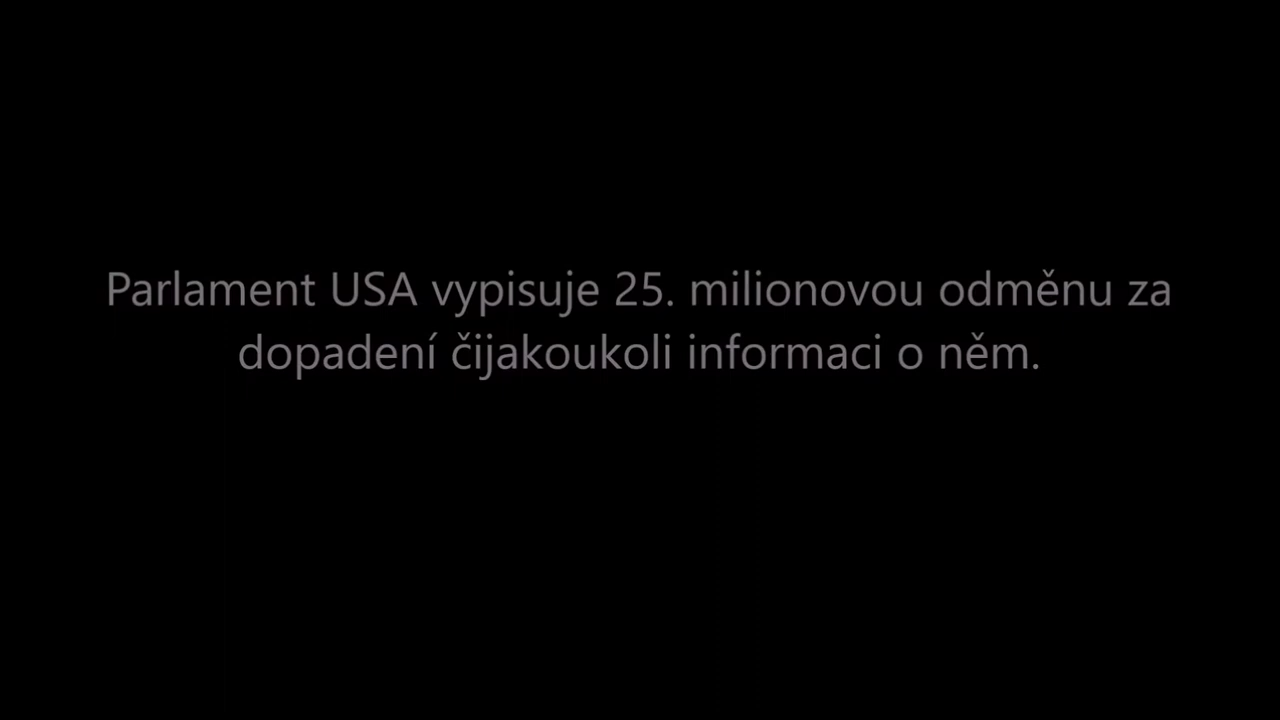 Parlament USA vypisuje 25. milionovou odměnu za
dopadení čijakoukoli informaci o něm.